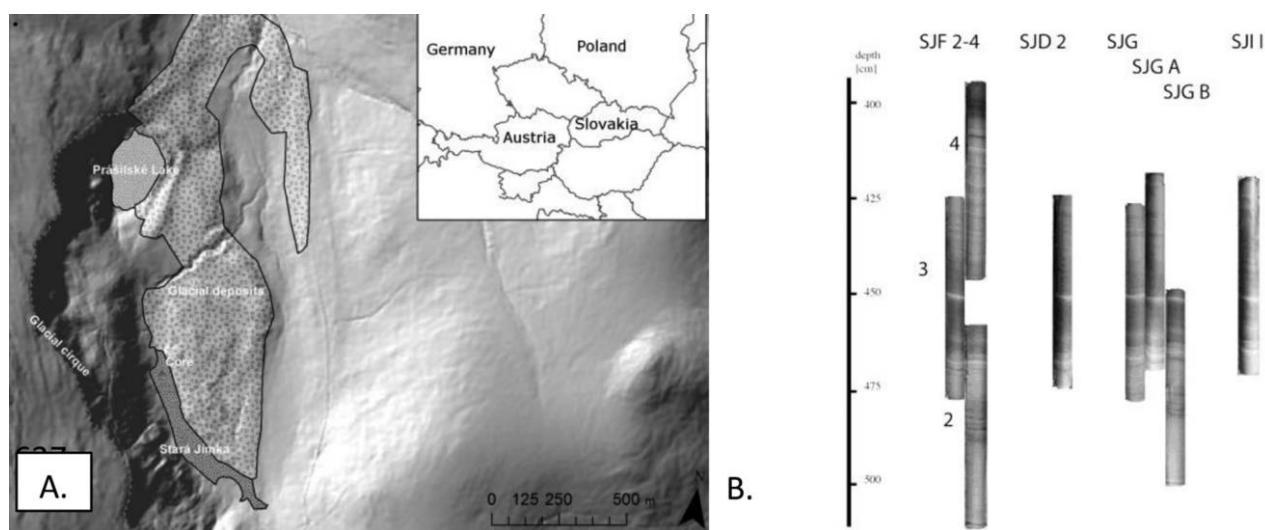 Germany
Poland
Slovakia
Austria
Prášilské Lake
Glacial deposits
Glacial cirque
Core
Stará Jímka
A.
0 125 250 500 m
N
B.
SJF 2-4
SJD 2
SJG
SJG A
SJG B
SJI I
depth
[cm]
400
425
450
475
500
4
3
2